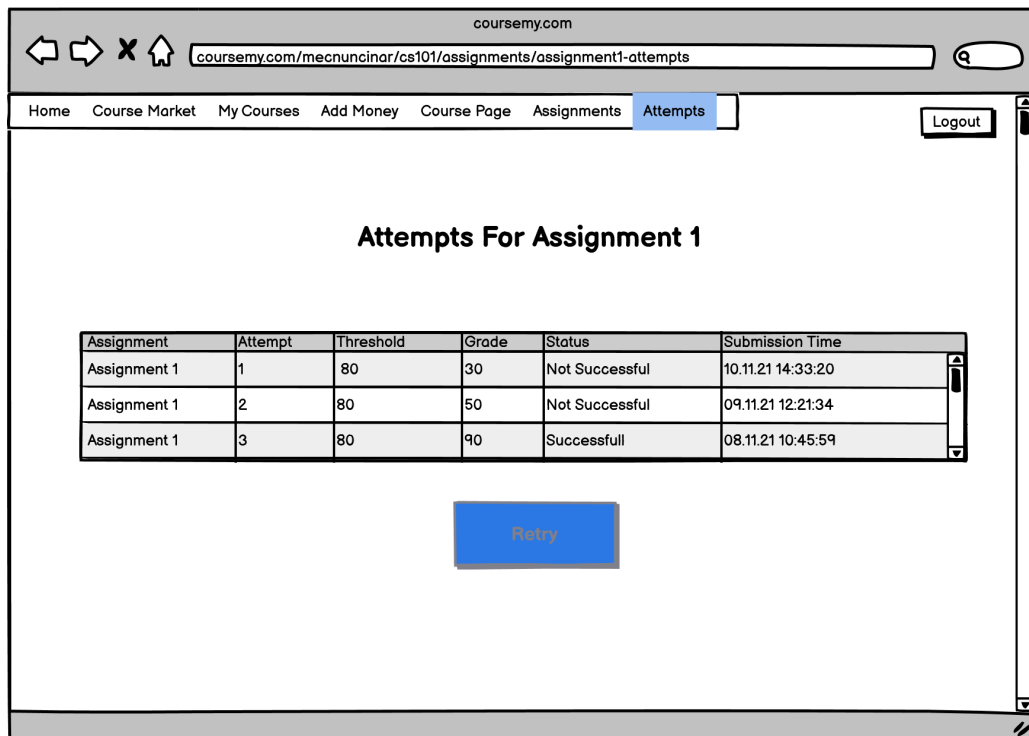 coursemy.com
coursemy.com/mecnuncinar/cs101/assignments/assignment1-attempts
Home Course Market My Courses Add Money Course Page Assignments Attempts
Logout
Attempts For Assignment 1
Assignment Attempt Threshold Grade Status Submission Time
Assignment 1 1 80 30 Not Successful 10.11.21 14:33:20
Assignment 1 2 80 50 Not Successful 09.11.21 12:21:34
Assignment 1 3 80 90 Successfull 08.11.21 10:45:59
Retry